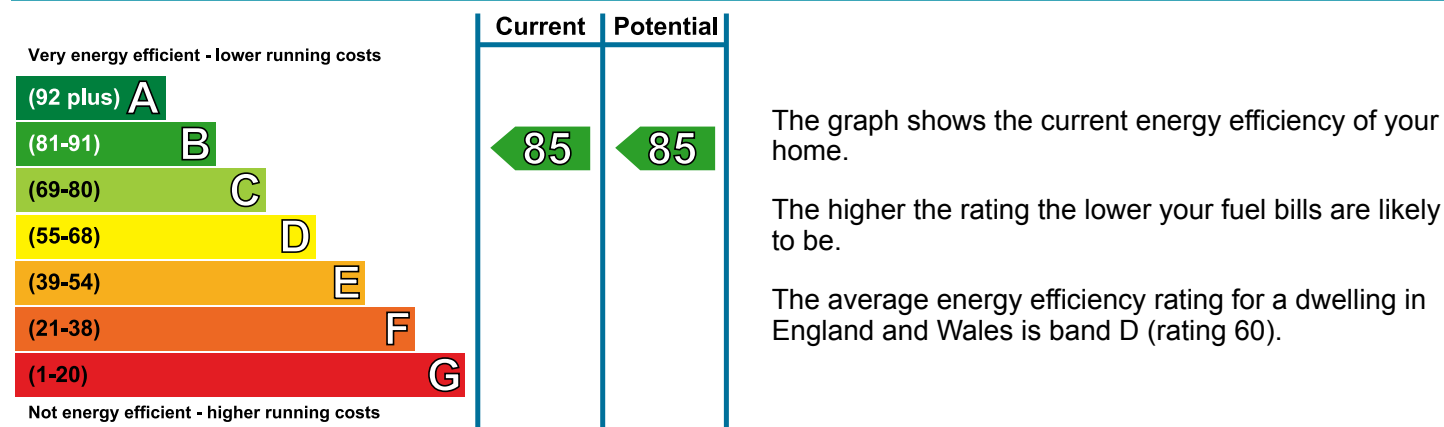 Current Potential
Very energy efficient - lower running costs
(92 plus) A
(81-91) B
85 85
(69-80) C
(55-68) D
(39-54) E
(21-38) F
(1-20) G
Not energy efficient - higher running costs
The graph shows the current energy efficiency of your
home.
The higher the rating the lower your fuel bills are likely
to be.
The average energy efficiency rating for a dwelling in
England and Wales is band D (rating 60).